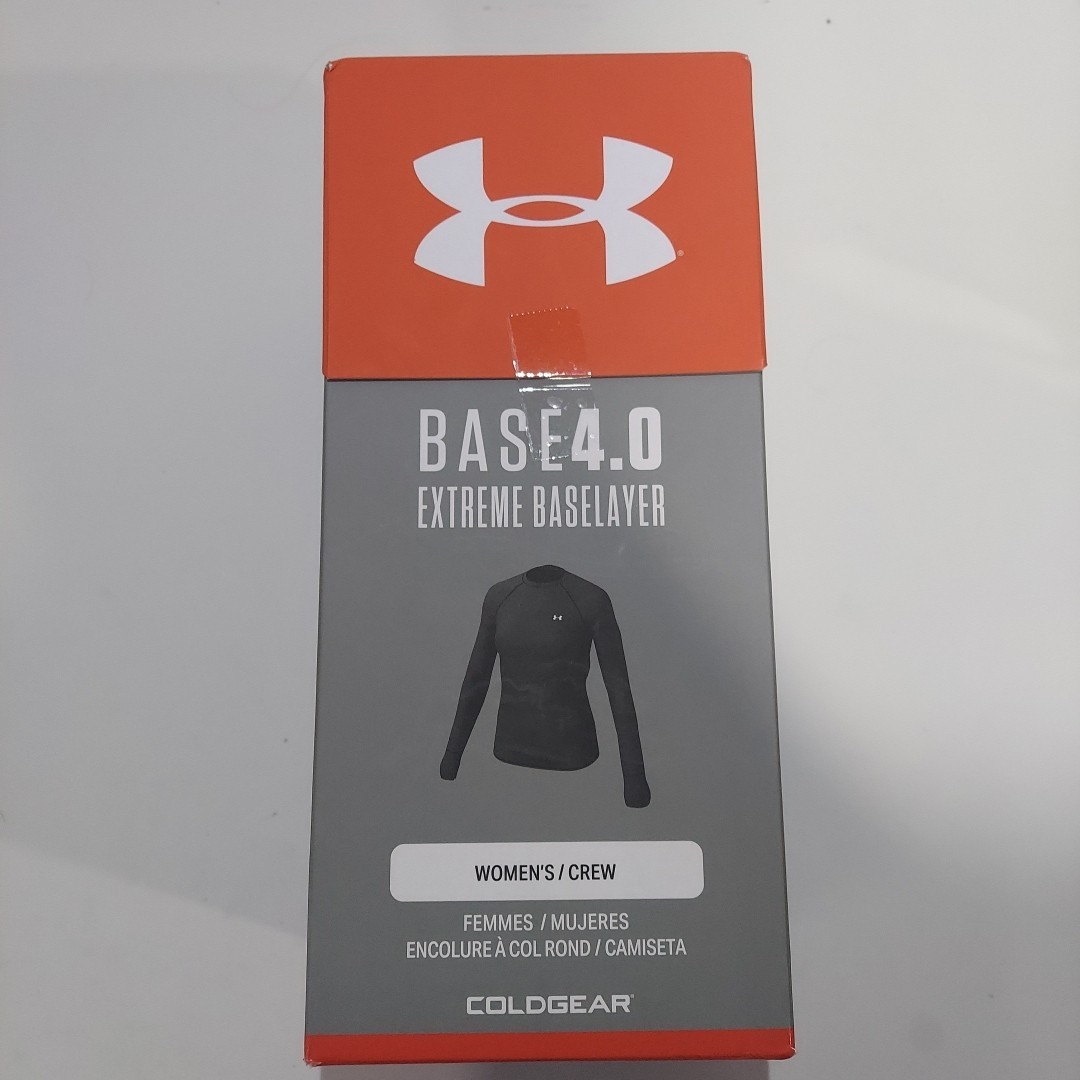 BASE4.0
EXTREME BASELAYER
WOMEN'S / CREW
FEMMES / MUJERES
ENCOLURE À COL ROND / CAMISETA
COLDGEAR